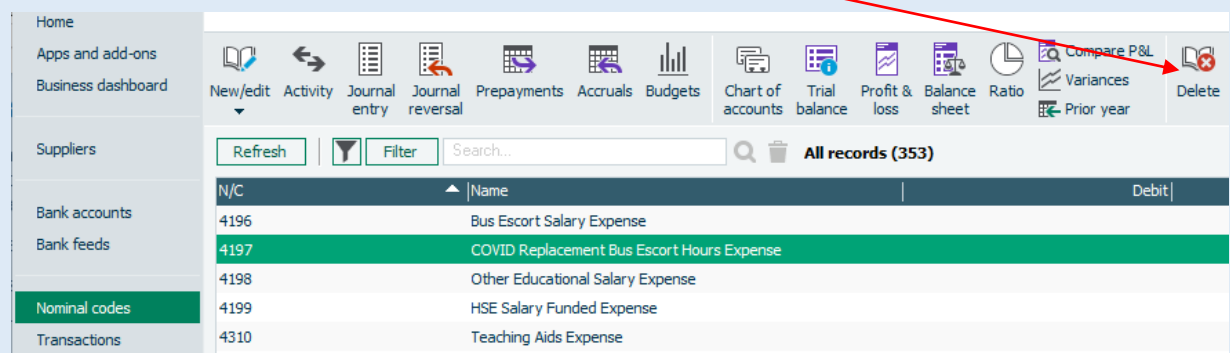 Home
Apps and add-ons
Business dashboard
Suppliers
Bank accounts
Bank feeds
Nominal codes
Transactions
New/edit Activity Journal entry Journal reversal Prepayments Accruals Budgets Chart of accounts Trial balance Profit & loss Balance sheet Ratio
Compare P&L
Variances
Prior year
Delete
Refresh Filter Search... All records (353)
N/C Name Debit
4196 Bus Escort Salary Expense
4197 COVID Replacement Bus Escort Hours Expense
4198 Other Educational Salary Expense
4199 HSE Salary Funded Expense
4310 Teaching Aids Expense